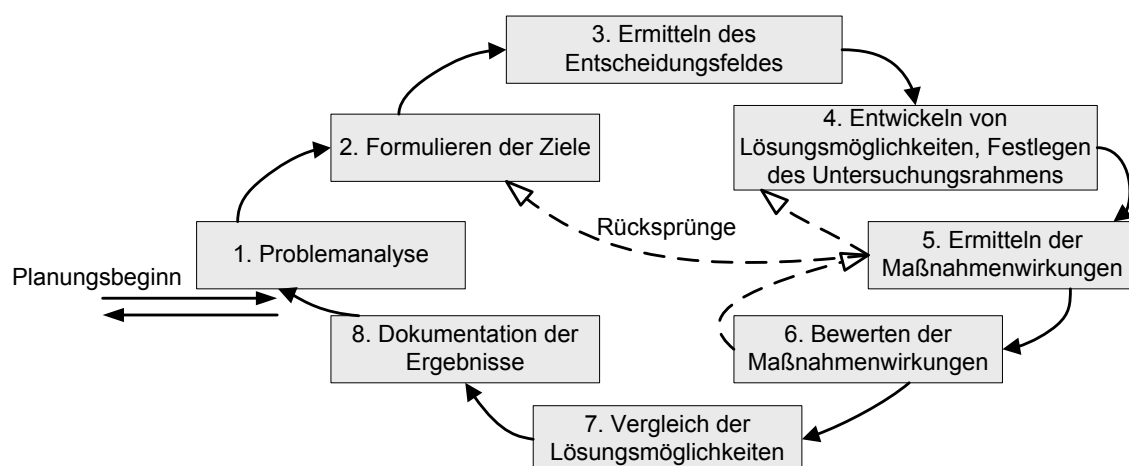 3. Ermitteln des
Entscheidungsfeldes
4. Entwickeln von
Lösungsmöglichkeiten, Festlegen
des Untersuchungsrahmens
2. Formulieren der Ziele
Rücksprünge
1. Problemanalyse
5. Ermitteln der
Maßnahmenwirkungen
Planungsbeginn
8. Dokumentation der
Ergebnisse
6. Bewerten der
Maßnahmenwirkungen
7. Vergleich der
Lösungsmöglichkeiten